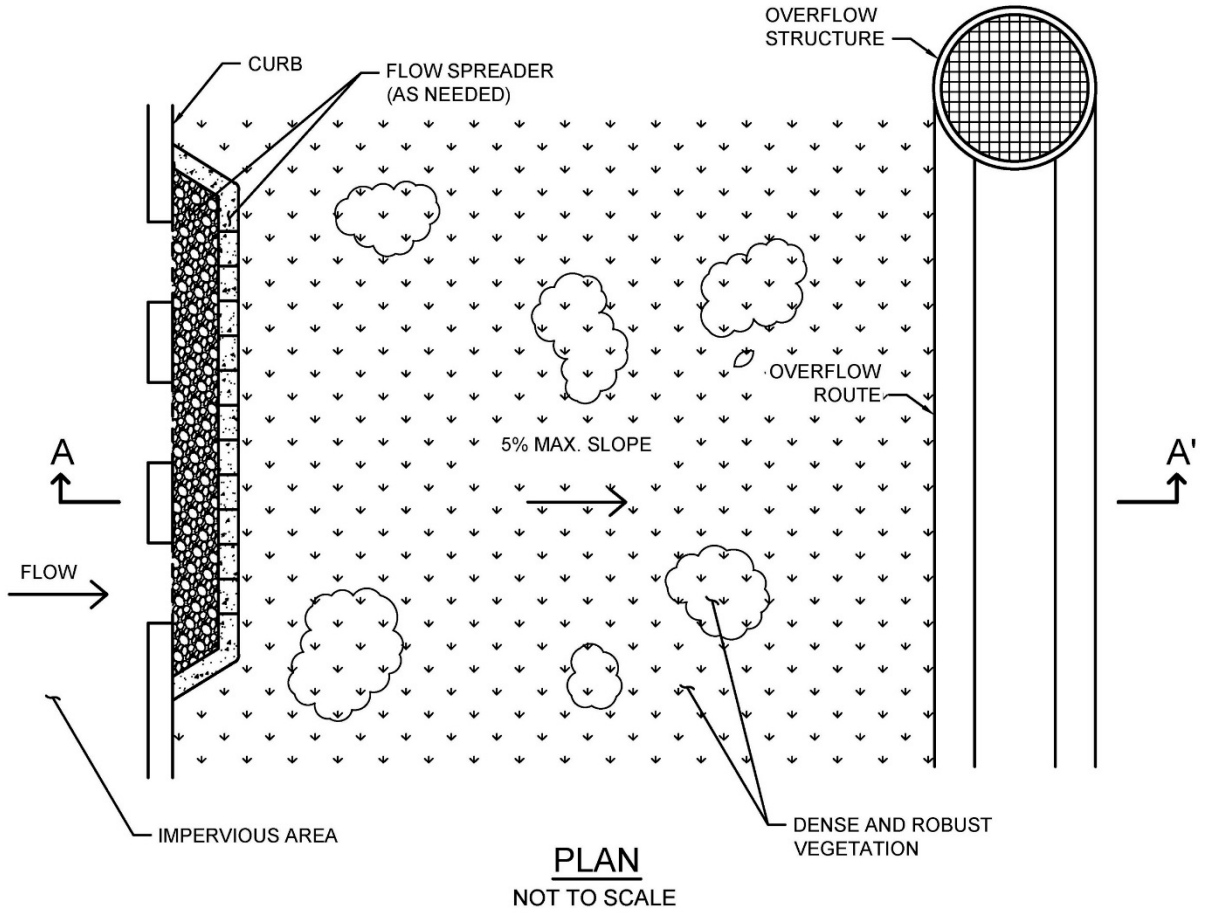 OVERFLOW
STRUCTURE
CURB
FLOW SPREADER
(AS NEEDED)
OVERFLOW
ROUTE
5% MAX. SLOPE
A
A'
FLOW
IMPERVIOUS AREA
DENSE AND ROBUST
VEGETATION
PLAN
NOT TO SCALE